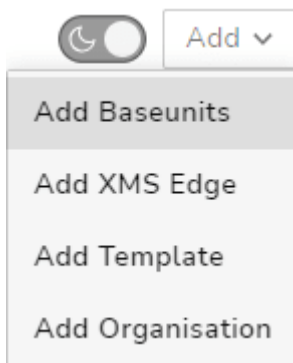 Add
Add Baseunits
Add XMS Edge
Add Template
Add Organisation